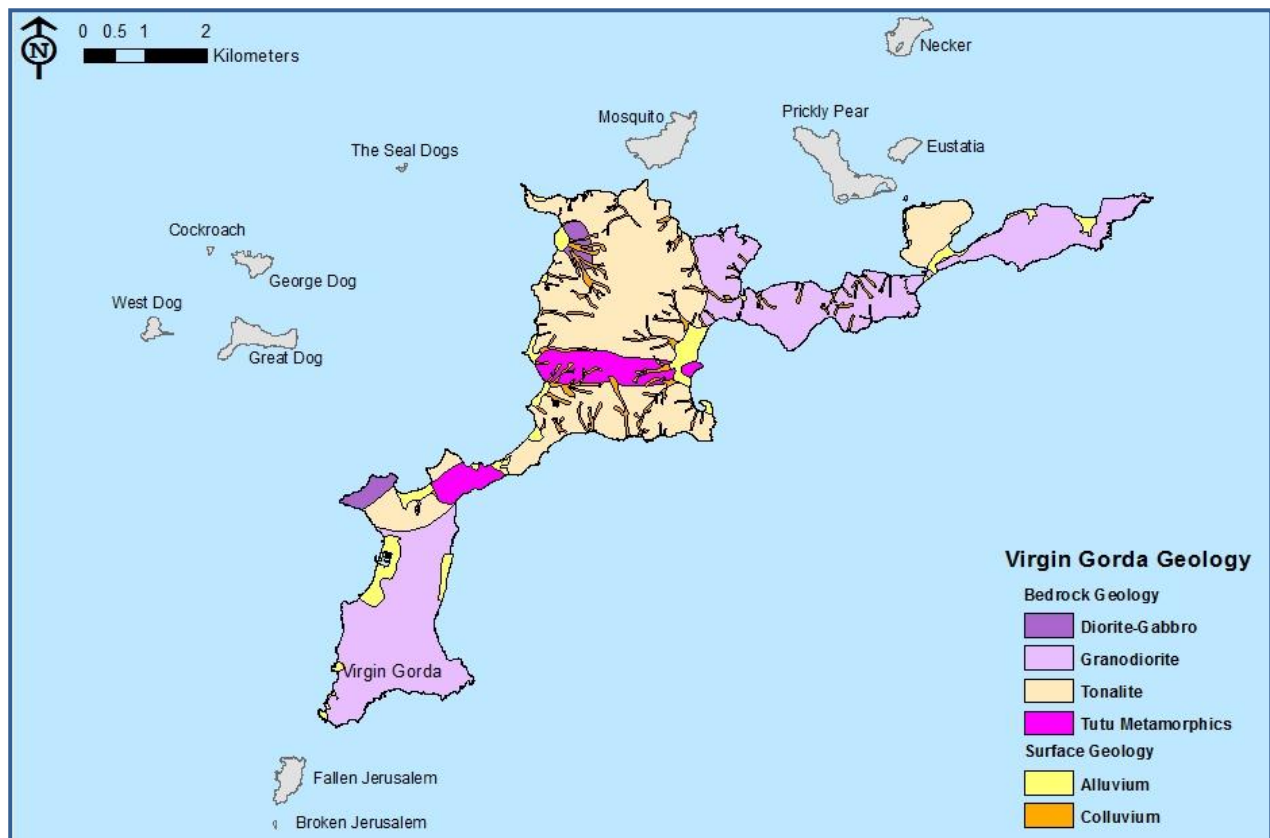 0 0.5 1 2
Kilometers
N
Necker
Mosquito
Prickly Pear
Eustatia
The Seal Dogs
Cockroach
George Dog
West Dog
Great Dog
Virgin Gorda
Fallen Jerusalem
Broken Jerusalem
Virgin Gorda Geology
Bedrock Geology
Diorite-Gabbro
Granodiorite
Tonalite
Tutu Metamorphics
Surface Geology
Alluvium
Colluvium